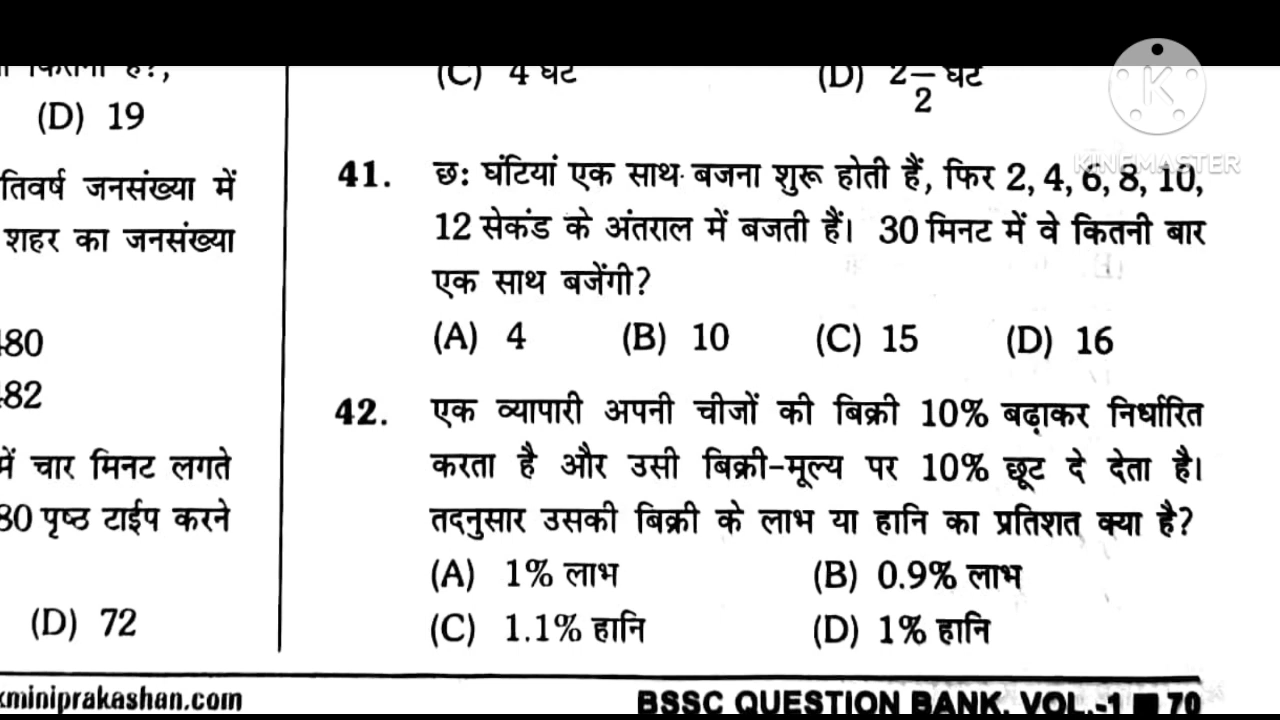 (D) 19
तिवर्ष जनसंख्या में
शहर का जनसंख्या
480
482
में चार मिनट लगते
80 पृष्ठ टाईप करने
(D) 72
(C) 4 घंटे
(D) 2 — घंटे
2
41. छः घंटियां एक साथ बजना शुरू होती हैं, फिर 2, 4, 6, 8, 10,
12 सेकंड के अंतराल में बजती हैं। 30 मिनट में वे कितनी बार
एक साथ बजेंगी?
(A) 4 (B) 10 (C) 15 (D) 16
42. एक व्यापारी अपनी चीजों की बिक्री 10% बढ़ाकर निर्धारित
करता है और उसी बिक्री-मूल्य पर 10% छूट दे देता है।
तदनुसार उसकी बिक्री के लाभ या हानि का प्रतिशत क्या है?
(A) 1% लाभ (B) 0.9% लाभ
(C) 1.1% हानि (D) 1% हानि
miniprakashan.com
BSSC QUESTION BANK, VOL.-1 ■ 70
KINEMASTER